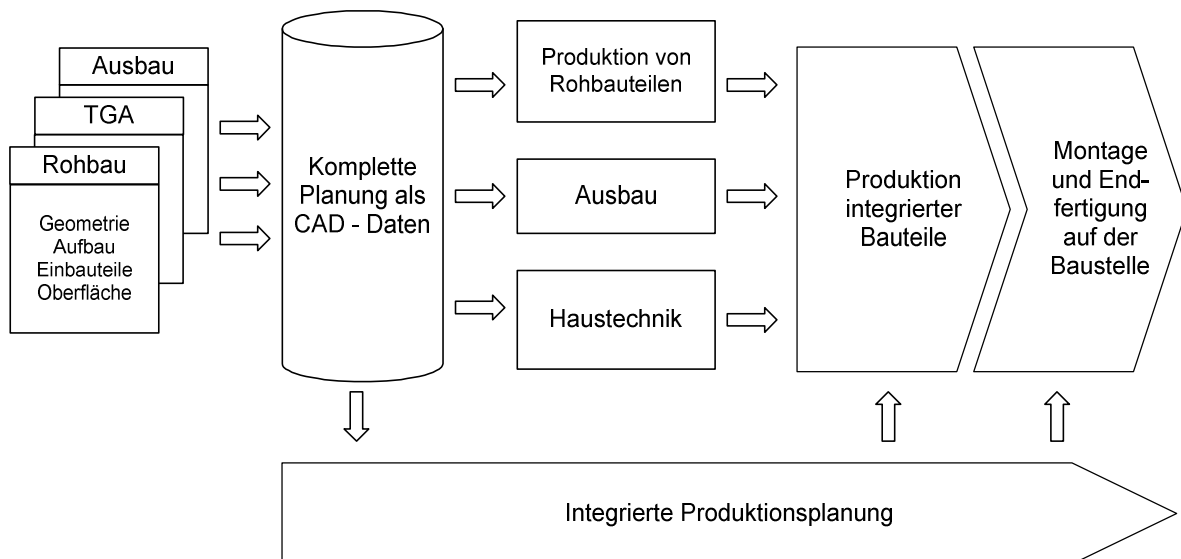 Ausbau
TGA
Rohbau
Geometrie
Aufbau
Einbauteile
Oberfläche
Komplette
Planung als
CAD - Daten
Produktion von
Rohbauteilen
Ausbau
Haustechnik
Produktion
integrierter
Bauteile
Montage
und End-
fertigung
auf der
Baustelle
Integrierte Produktionsplanung